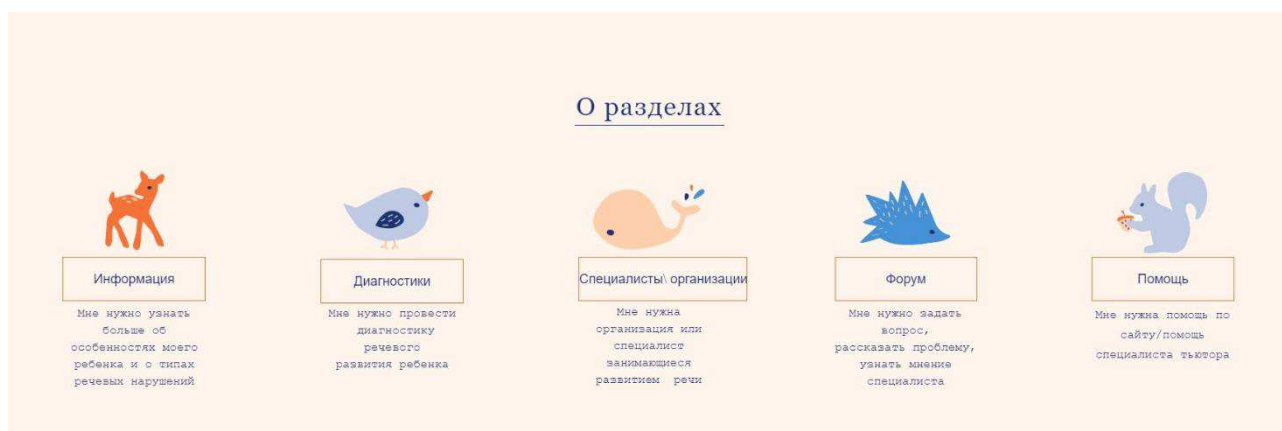 О разделах
Информация
Мне нужно узнать
больше об
особенностях моего
ребенка и о типах
речевых нарушений
Диагностики
Мне нужно провести
диагностику
речевого
развития ребенка
Специалисты\ организации
Мне нужна
организация или
специалист
занимающиеся
развитием речи
Форум
Мне нужно задать
вопрос,
рассказать проблему,
узнать мнение
специалиста
Помощь
Мне нужна помощь по
сайту/помощь
специалиста тьютора